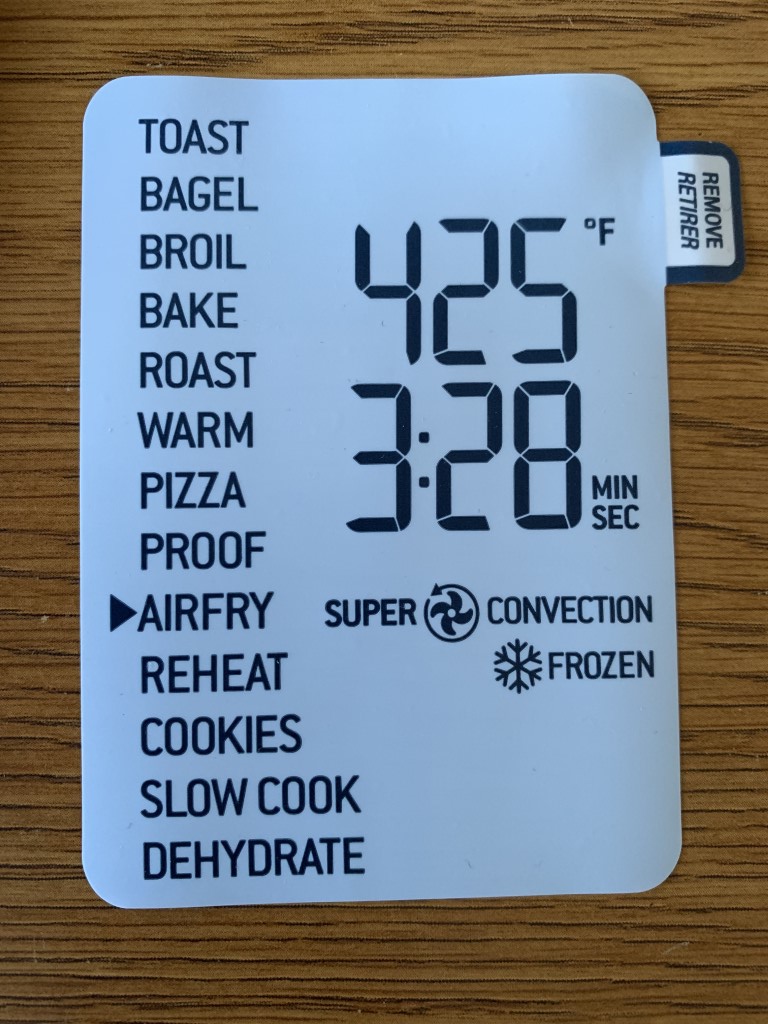 TOAST
BAGEL
BROIL
BAKE
ROAST
WARM
PIZZA
PROOF
AIRFRY
REHEAT
COOKIES
SLOW COOK
DEHYDRATE
425 °F
3:28 MIN
SEC
SUPER CONVECTION
FROZEN
REMOVE
RETIRER